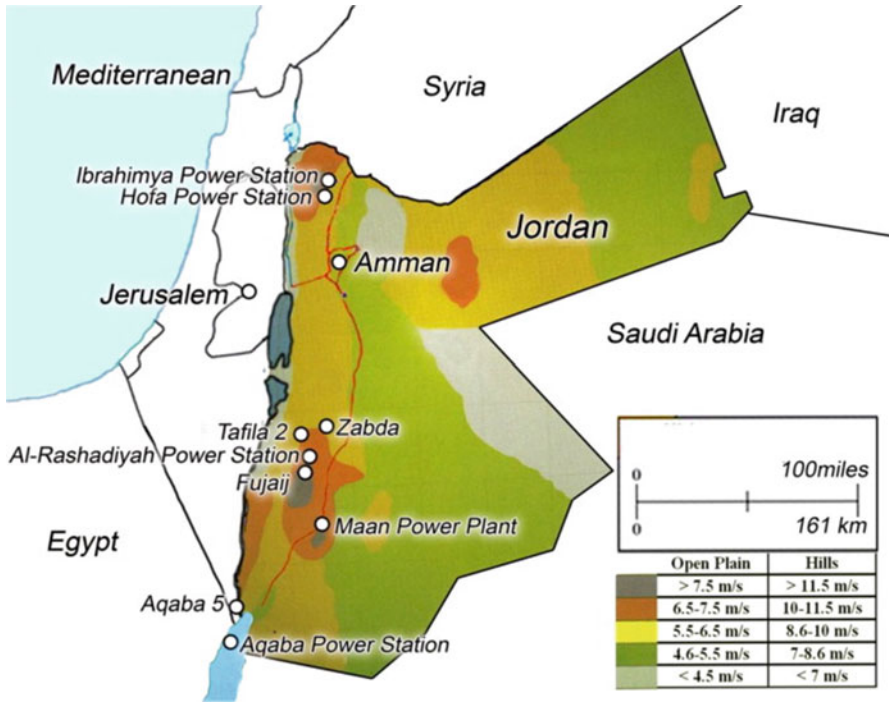 Mediterranean
Syria
Iraq
Ibrahimya Power Station
Hofa Power Station
Jordan
Amman
Jerusalem
Saudi Arabia
Tafila 2
Zabda
Al-Rashadiyah Power Station
Fujaij
Maan Power Plant
Egypt
Aqaba 5
Aqaba Power Station
0 100miles
0 161 km
Open Plain Hills
> 7.5 m/s > 11.5 m/s
6.5-7.5 m/s 10-11.5 m/s
5.5-6.5 m/s 8.6-10 m/s
4.6-5.5 m/s 7-8.6 m/s
< 4.5 m/s < 7 m/s